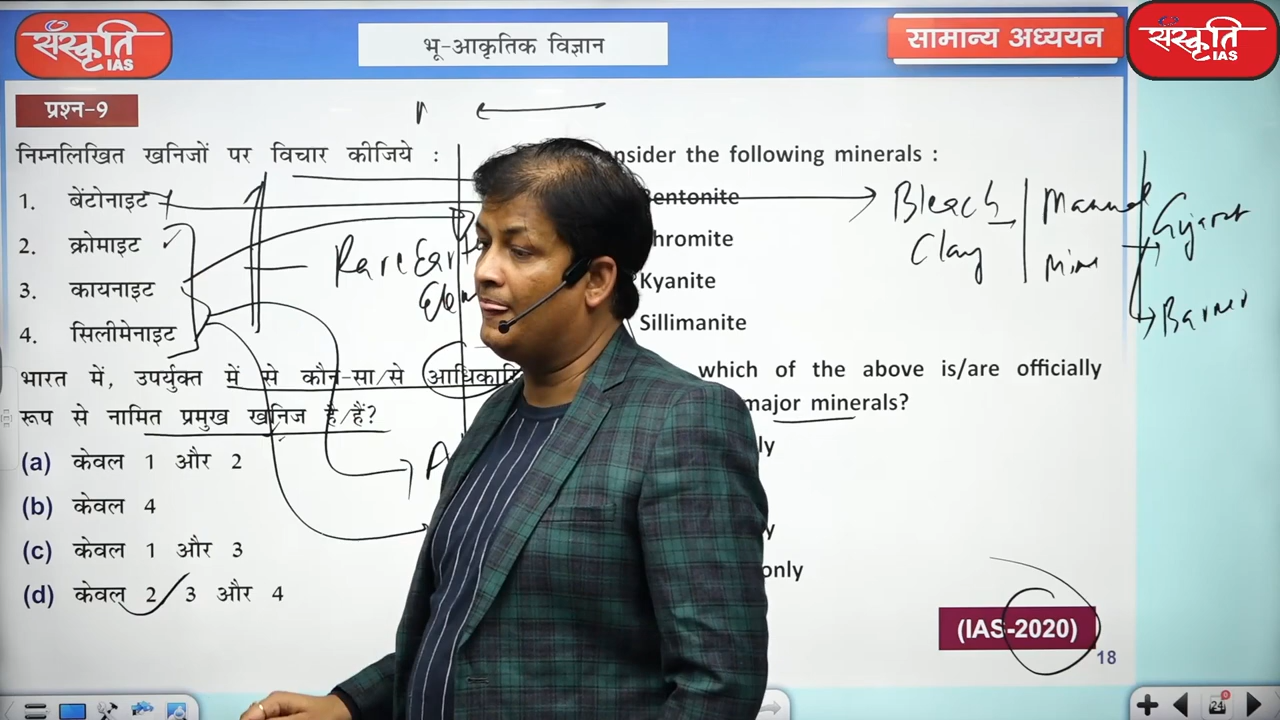 संस्कृति
IAS
भू-आकृतिक विज्ञान
सामान्य अध्ययन
संस्कृति
IAS
प्रश्न-9
निम्नलिखित खनिजों पर विचार कीजिये :
1. बेंटोनाइट
2. क्रोमाइट
3. कायनाइट
4. सिलीमेनाइट
भारत में, उपर्युक्त में से कौन-सा/से
रूप से नामित प्रमुख खनिज है/हैं?
(a) केवल 1 और 2
(b) केवल 4
(c) केवल 1 और 3
(d) केवल 2 3 और 4
Rare Earth
the following minerals :
Bentonite
Kyanite
Sillimanite
which of the above is/are officially
major minerals?
only
Bleach
Clay
Gujarat
Barmer
(IAS-2020)
18
24